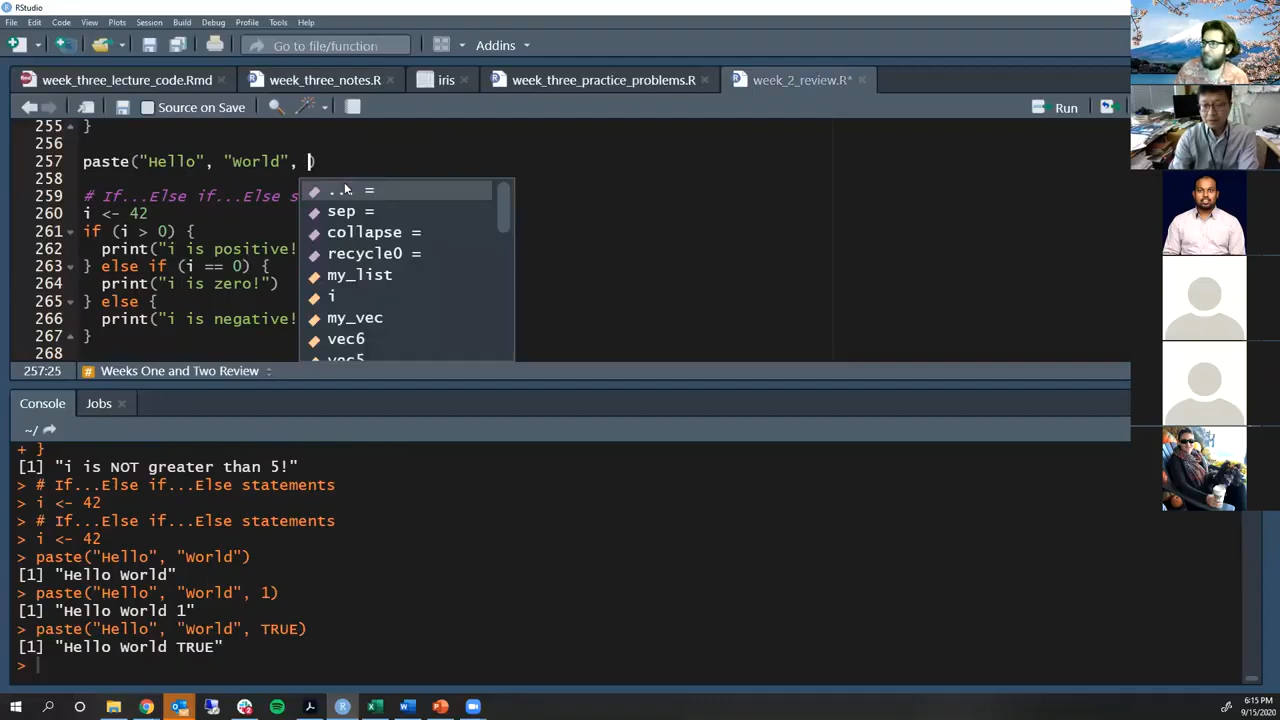 RStudio
File Edit Code View Plots Session Build Debug Profile Tools Help
Go to file/function Addins
week_three_lecture_code.Rmd week_three_notes.R iris week_three_practice_problems.R week_2_review.R*
Source on Save Run
255 }
256
257 paste("Hello", "World", )
258
259 # If...Else if...Else s
260 i <- 42
261 if (i > 0) {
262 print("i is positive!
263 } else if (i == 0) {
264 print("i is zero!")
265 } else {
266 print("i is negative!
267 }
268
... =
sep =
collapse =
recycle0 =
my_list
i
my_vec
vec6
vec5
257:25 # Weeks One and Two Review
Console Jobs
~/
+ }
[1] "i is NOT greater than 5!"
> # If...Else if...Else statements
> i <- 42
> # If...Else if...Else statements
> i <- 42
> paste("Hello", "World")
[1] "Hello World"
> paste("Hello", "World", 1)
[1] "Hello World 1"
> paste("Hello", "World", TRUE)
[1] "Hello World TRUE"
>
6:15 PM
9/15/2020